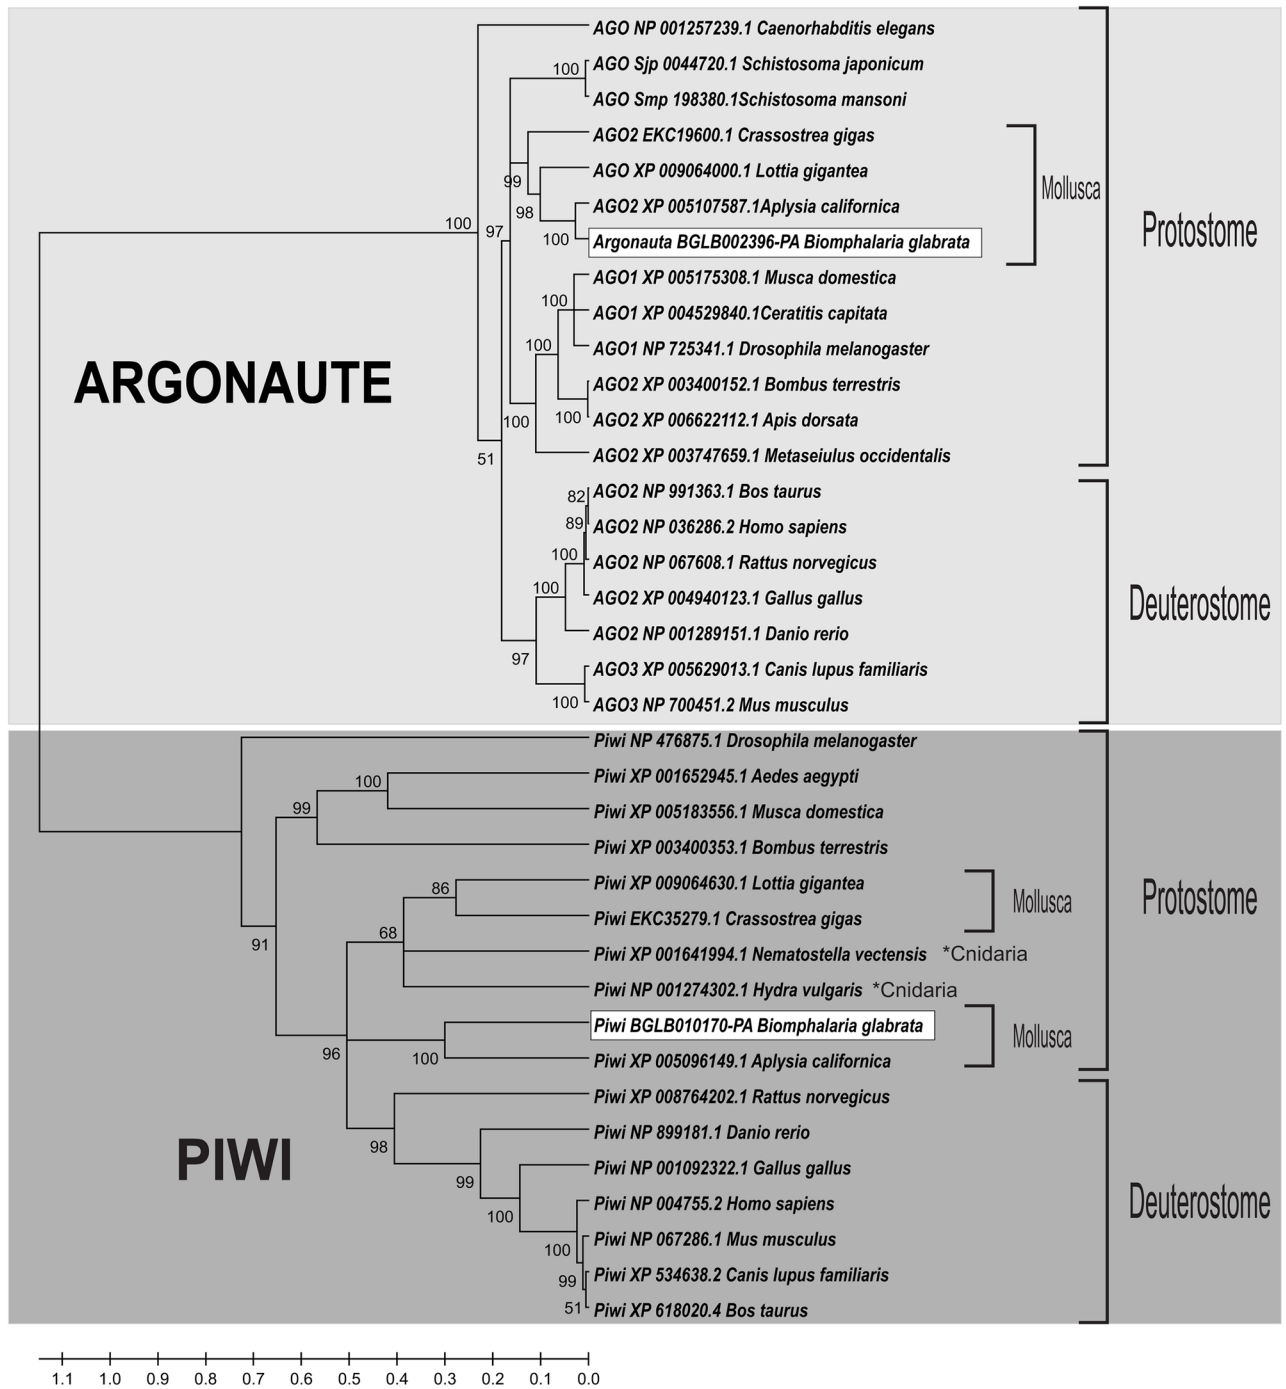 AGO NP 001257239.1 Caenorhabditis elegans
100
AGO Sjp 0044720.1 Schistosoma japonicum
AGO Smp 198380.1Schistosoma mansoni
AGO2 EKC19600.1 Crassostrea gigas
99
AGO XP 009064000.1 Lottia gigantea
Mollusca
98
AGO2 XP 005107587.1Aplysia californica
100
97
Protostome
100
Argonauta BGLB002396-PA Biomphalaria glabrata
AGO1 XP 005175308.1 Musca domestica
100
AGO1 XP 004529840.1Ceratitis capitata
100
AGO1 NP 725341.1 Drosophila melanogaster
ARGONAUTE
AGO2 XP 003400152.1 Bombus terrestris
100
100
AGO2 XP 006622112.1 Apis dorsata
51
AGO2 XP 003747659.1 Metaseiulus occidentalis
82
AGO2 NP 991363.1 Bos taurus
89
AGO2 NP 036286.2 Homo sapiens
100
AGO2 NP 067608.1 Rattus norvegicus
100
AGO2 XP 004940123.1 Gallus gallus
Deuterostome
AGO2 NP 001289151.1 Danio rerio
97
AGO3 XP 005629013.1 Canis lupus familiaris
100
AGO3 NP 700451.2 Mus musculus
Piwi NP 476875.1 Drosophila melanogaster
100
Piwi XP 001652945.1 Aedes aegypti
99
Piwi XP 005183556.1 Musca domestica
Piwi XP 003400353.1 Bombus terrestris
86
Piwi XP 009064630.1 Lottia gigantea
Mollusca
Protostome
Piwi EKC35279.1 Crassostrea gigas
68
91
Piwi XP 001641994.1 Nematostella vectensis *Cnidaria
Piwi NP 001274302.1 Hydra vulgaris *Cnidaria
Piwi BGLB010170-PA Biomphalaria glabrata
Mollusca
96
100
Piwi XP 005096149.1 Aplysia californica
Piwi XP 008764202.1 Rattus norvegicus
98
Piwi NP 899181.1 Danio rerio
PIWI
99
Piwi NP 001092322.1 Gallus gallus
100
Piwi NP 004755.2 Homo sapiens
Deuterostome
100
Piwi NP 067286.1 Mus musculus
99
Piwi XP 534638.2 Canis lupus familiaris
51
Piwi XP 618020.4 Bos taurus
1.1 1.0 0.9 0.8 0.7 0.6 0.5 0.4 0.3 0.2 0.1 0.0